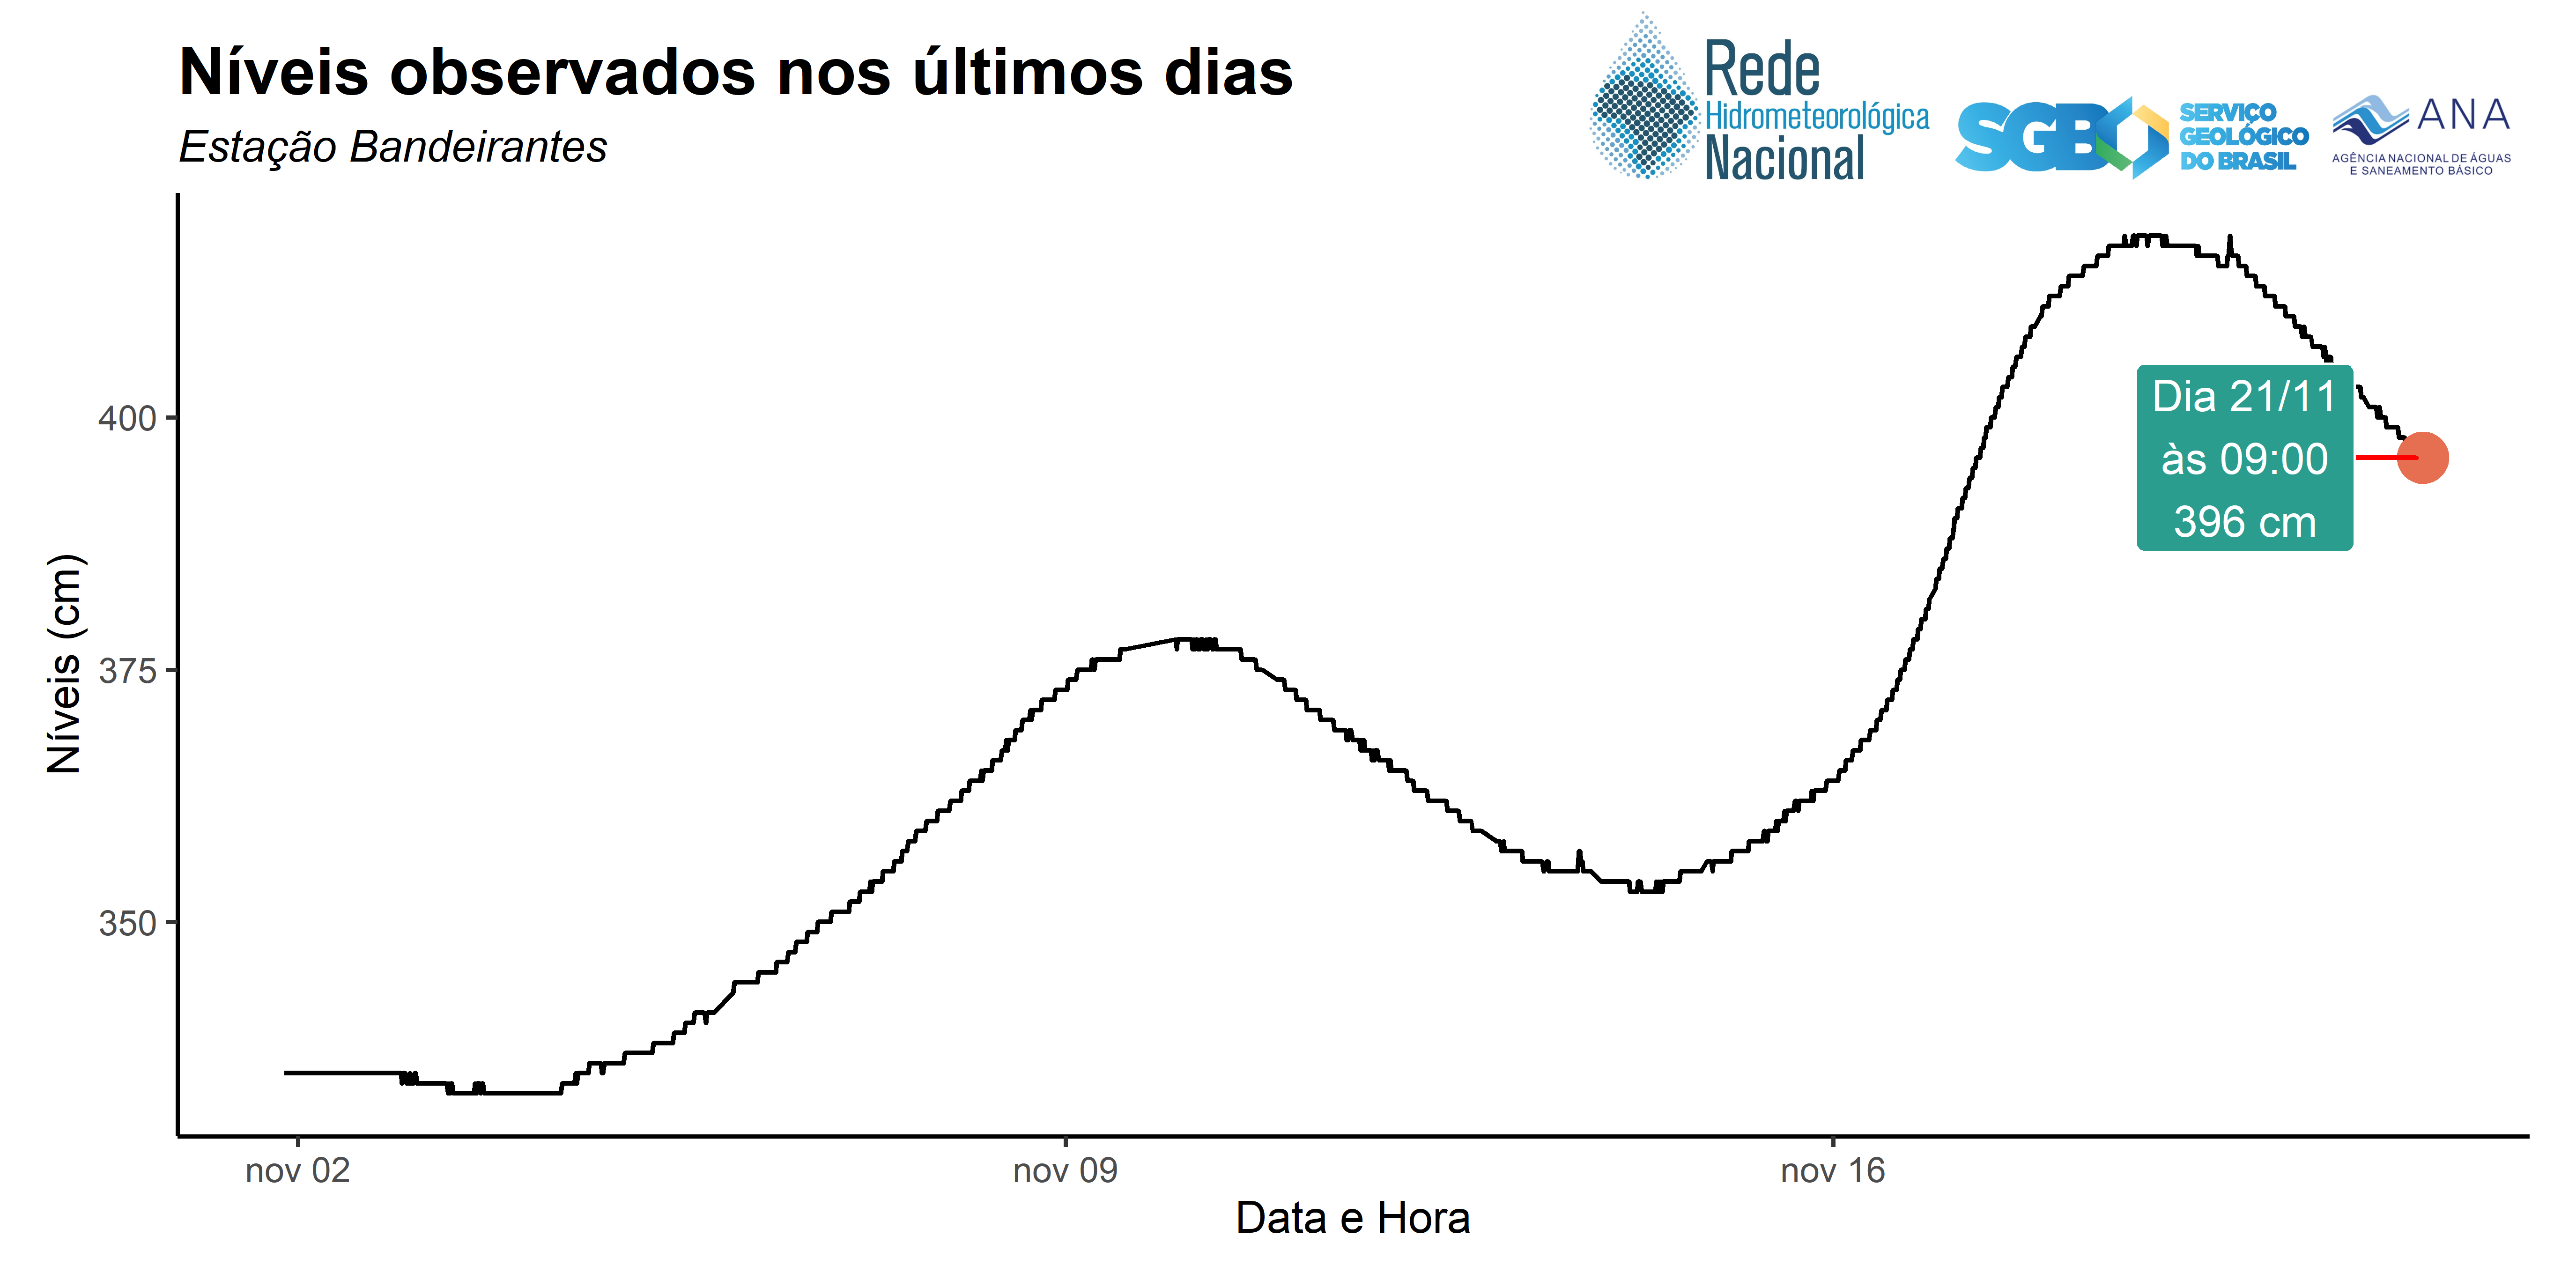 Níveis observados nos últimos dias
Estação Bandeirantes
Rede
Hidrometeorológica
Nacional
SGB
SERVIÇO
GEOLÓGICO
DO BRASIL
ANA
AGÊNCIA NACIONAL DE ÁGUAS
E SANEAMENTO BÁSICO
Níveis (cm)
400
375
350
Dia 21/11
às 09:00
396 cm
nov 02
nov 09
nov 16
Data e Hora